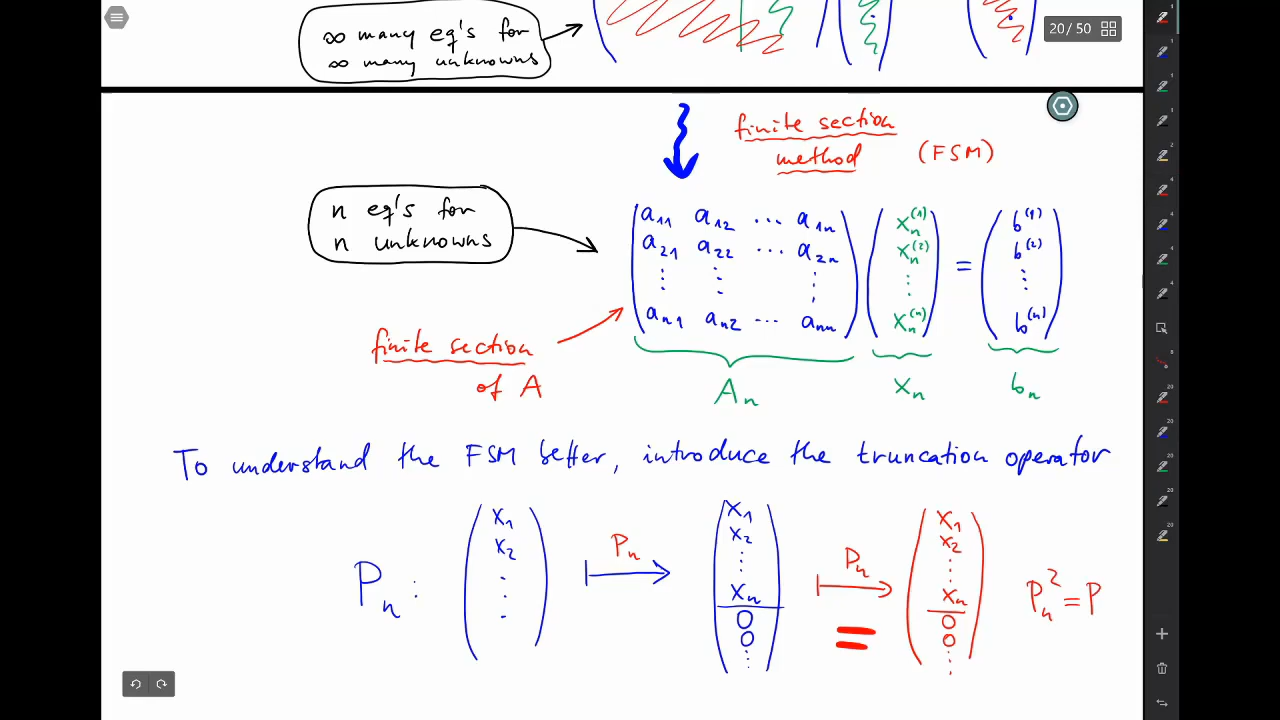 ∞ many eq's for
∞ many unknowns
20 / 50
finite section
method (FSM)
n eq's for
n unknowns
a₁₁ a₁₂ ⋯ a₁ₙ
a₂₁ a₂₂ ⋯ a₂ₙ
⋮ ⋮ ⋮
aₙ₁ aₙ₂ ⋯ aₙₙ
xₙ⁽¹⁾
xₙ⁽²⁾
⋮
xₙ⁽ⁿ⁾
=
b⁽¹⁾
b⁽²⁾
⋮
b⁽ⁿ⁾
finite section
of A
Aₙ xₙ bₙ
To understand the FSM better, introduce the truncation operator
Pₙ :
x₁
x₂
⋮
Pₙ
x₁
x₂
⋮
xₙ
0
0
⋮
Pₙ
=
x₁
x₂
⋮
xₙ
0
0
⋮
Pₙ² = P